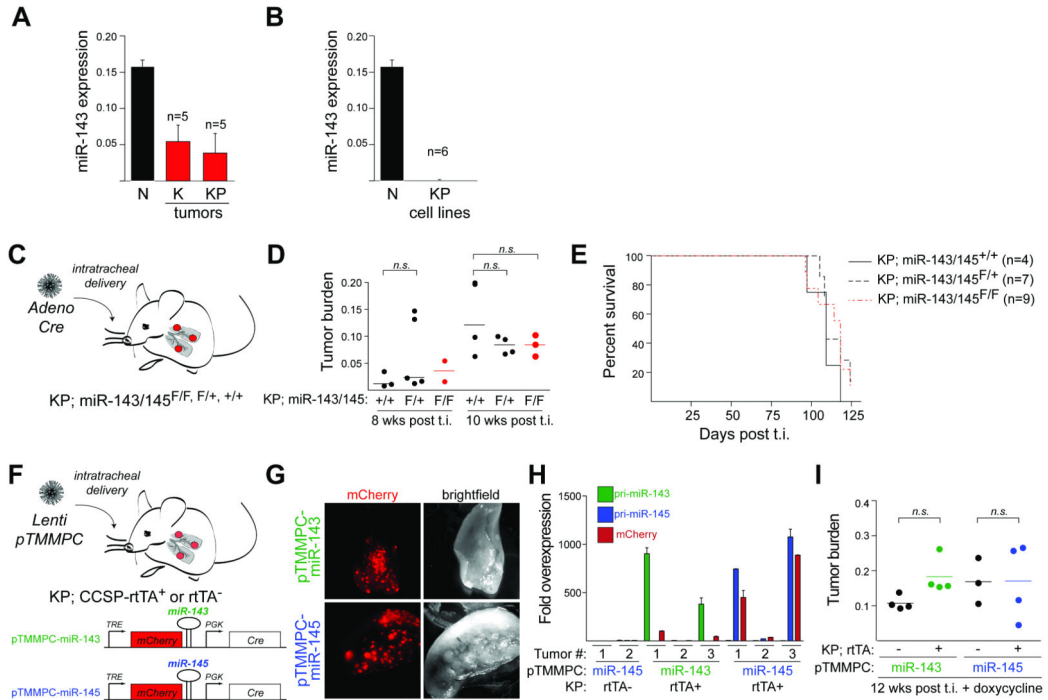 A
miR-143 expression
0.20
0.15
0.10
0.05
n=5
n=5
N
K
KP
tumors
B
miR-143 expression
0.20
0.15
0.10
0.05
n=6
N
KP
cell lines
C
intratracheal
delivery
Adeno
Cre
KP; miR-143/145F/F, F/+, +/+
D
Tumor burden
0.20
0.15
0.10
0.05
n.s.
n.s.
n.s.
KP; miR-143/145:
+/+ F/+ F/F +/+ F/+ F/F
8 wks post t.i. 10 wks post t.i.
E
Percent survival
100
80
60
40
20
25 50 75 100 125
Days post t.i.
KP; miR-143/145+/+ (n=4)
KP; miR-143/145F/+ (n=7)
KP; miR-143/145F/F (n=9)
F
intratracheal
delivery
Lenti
pTMMPC
KP; CCSP-rtTA+ or rtTA-
miR-143
pTMMPC-miR-143 TRE mCherry PGK Cre
miR-145
pTMMPC-miR-145 TRE mCherry PGK Cre
G
mCherry brightfield
pTMMPC-
miR-143
pTMMPC-
miR-145
H
Fold overexpression
1500
1000
500
pri-miR-143
pri-miR-145
mCherry
Tumor #: 1 2 1 2 3 1 2 3
pTMMPC: miR-145 miR-143 miR-145
KP: rtTA- rtTA+ rtTA+
I
Tumor burden
0.4
0.3
0.2
0.1
n.s.
n.s.
KP; rtTA: - + - +
pTMMPC: miR-143 miR-145
12 wks post t.i. + doxycycline